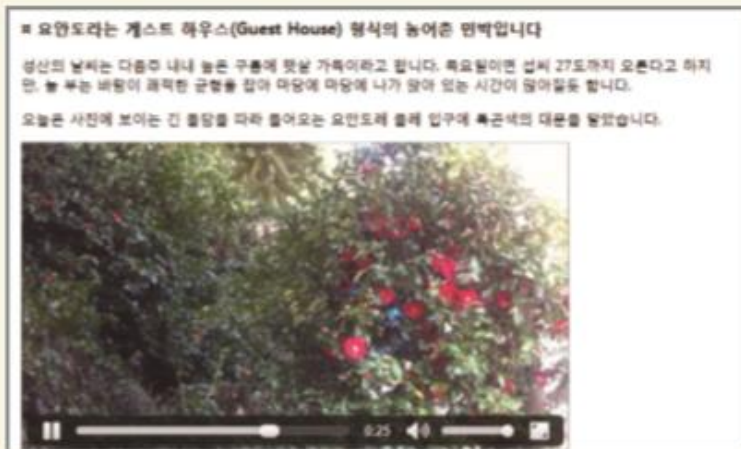 ¤ 요안도라는 게스트 하우스(Guest House) 형식의 농어촌 민박입니다
성산의 날씨는 다음주 내내 높은 구름에 햇살 가득이라고 합니다. 목요일이면 섭씨 27도까지 오른다고 하지
만, 늘 부는 바람이 쾌적한 균형을 잡아 마당에 마당에 나가 앉아 있는 시간이 많아질듯 합니다.
오늘은 사진에 보이는 긴 돌담을 따라 들어오는 요안도레 올레 입구에 흑곤색의 대문을 달았습니다.
0:25